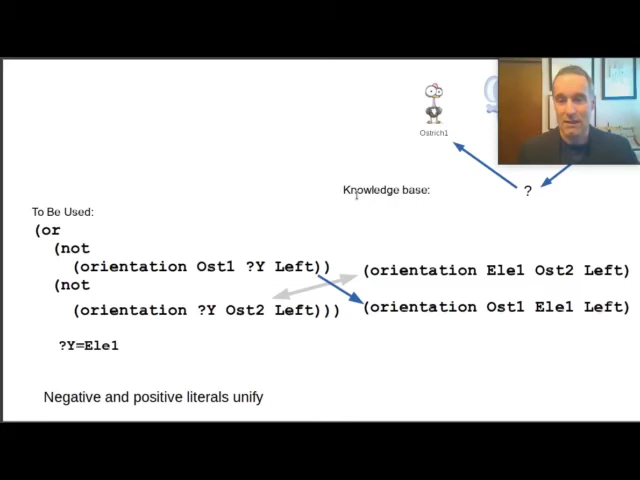 Ostrich1
Knowledge base:
?
To Be Used:
(or
(not
(orientation Ost1 ?Y Left))
(not
(orientation ?Y Ost2 Left)))
(orientation Ele1 Ost2 Left)
(orientation Ost1 Ele1 Left)
?Y=Ele1
Negative and positive literals unify